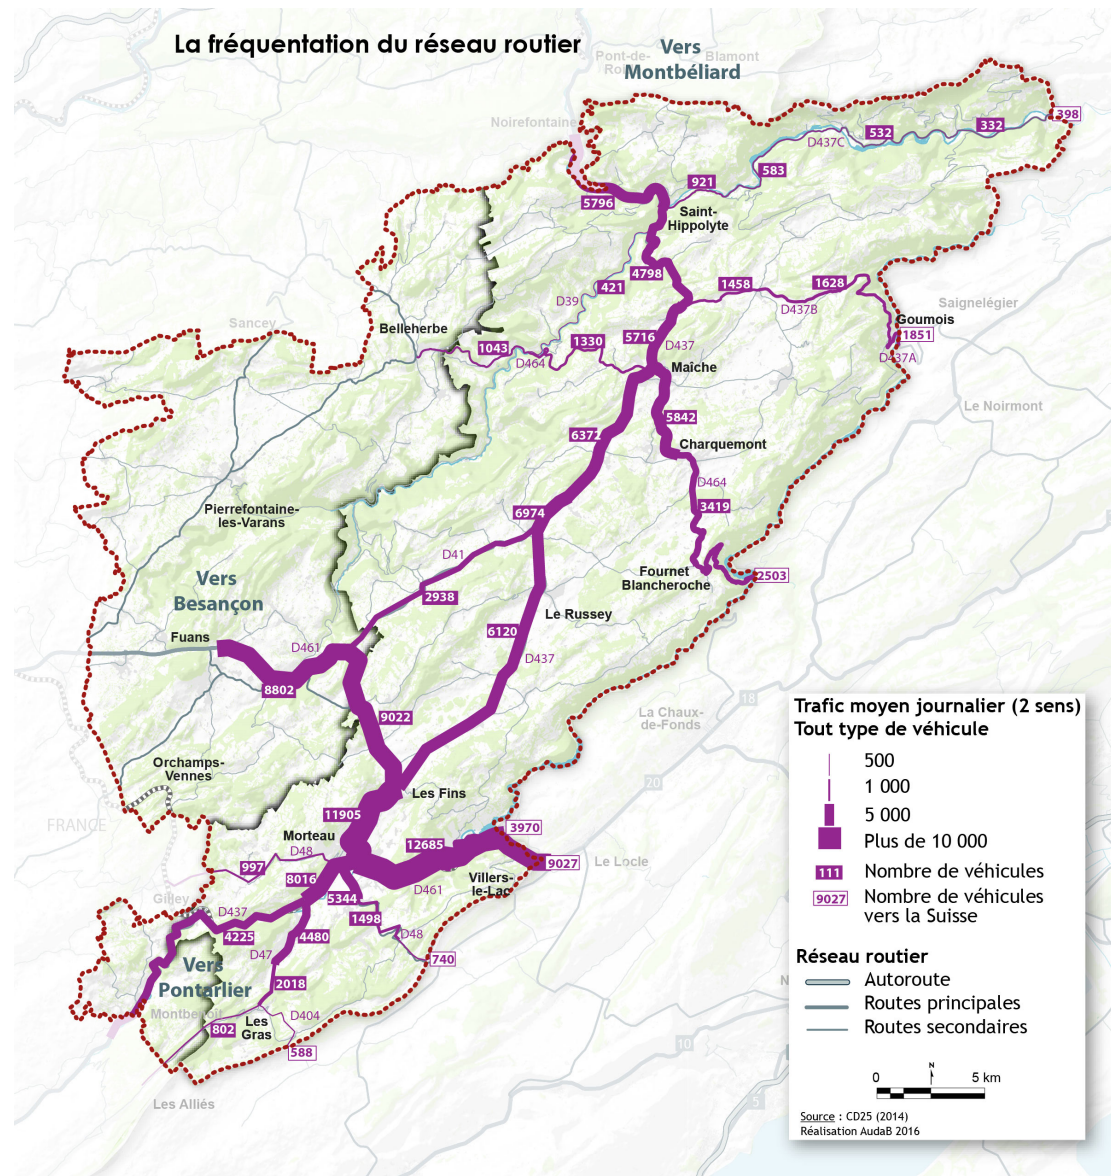 La fréquentation du réseau routier
Vers
Montbéliard
Pont-de-
Blamont
Noirefontaine
398
332
532
D437C
583
921
5796
Saint-
Hippolyte
4798
421
D39
1458
1628
D437B
Saignelégier
Goumois
1851
D437A
Sancey
Belleherbe
1043
D464
1330
5716
D437
Maîche
Le Noirmont
5842
6372
Charquemont
D464
3419
6974
Pierrefontaine-
les-Varans
D41
2938
Fournet
Blancheroche
2503
Vers
Besançon
Le Russey
Fuans
D461
6120
D437
8802
9022
La Chaux-
de-Fonds
18
20
Orchamps-
Vennes
Les Fins
11905
FRANCE
Morteau
3970
12685
9027
Le Locle
D48
997
8016
D461
Villers-
le-Lac
5344
Gilley
D437
4225
1498
D48
4480
740
D47
Vers
Pontarlier
2018
Montbenoit
D404
802
Les
Gras
588
10
5
Les Alliés
Trafic moyen journalier (2 sens)
Tout type de véhicule
500
1 000
5 000
Plus de 10 000
111 Nombre de véhicules
9027 Nombre de véhicules
vers la Suisse
Réseau routier
Autoroute
Routes principales
Routes secondaires
N
0 5 km
Source : CD25 (2014)
Réalisation AudaB 2016